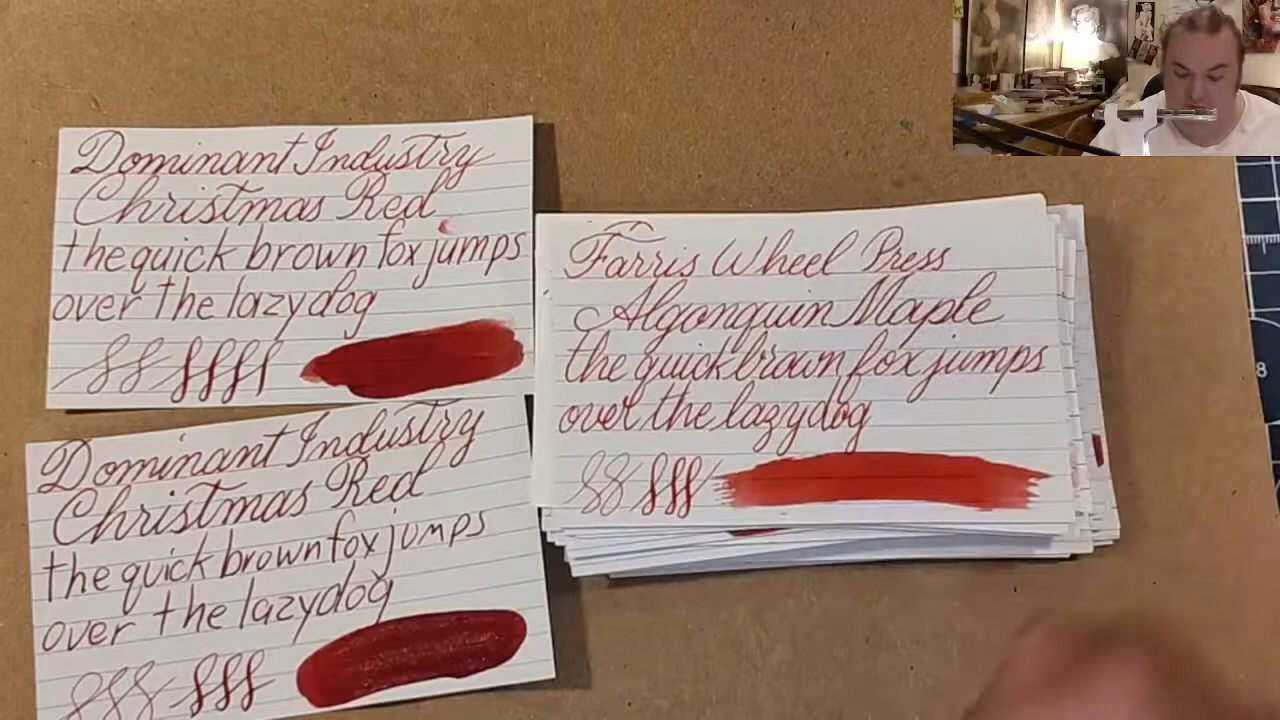 Dominant Industry
Christmas Red
the quick brown fox jumps
over the lazy dog
Dominant Industry
Christmas Red
the quick brown fox jumps
over the lazy dog
Farris Wheel Press
Algonquin Maple
the quick brown fox jumps
over the lazy dog
8